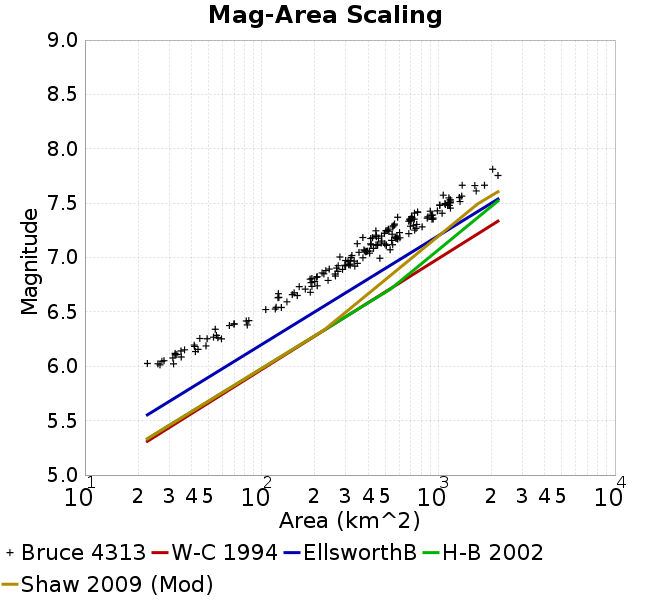 Mag-Area Scaling
Magnitude
9.0
8.5
8.0
7.5
7.0
6.5
6.0
5.5
5.0
10^1 2 3 4 5 10^2 2 3 4 5 10^3 2 3 4 5 10^4
Area (km^2)
Bruce 4313 W-C 1994 EllsworthB H-B 2002
Shaw 2009 (Mod)